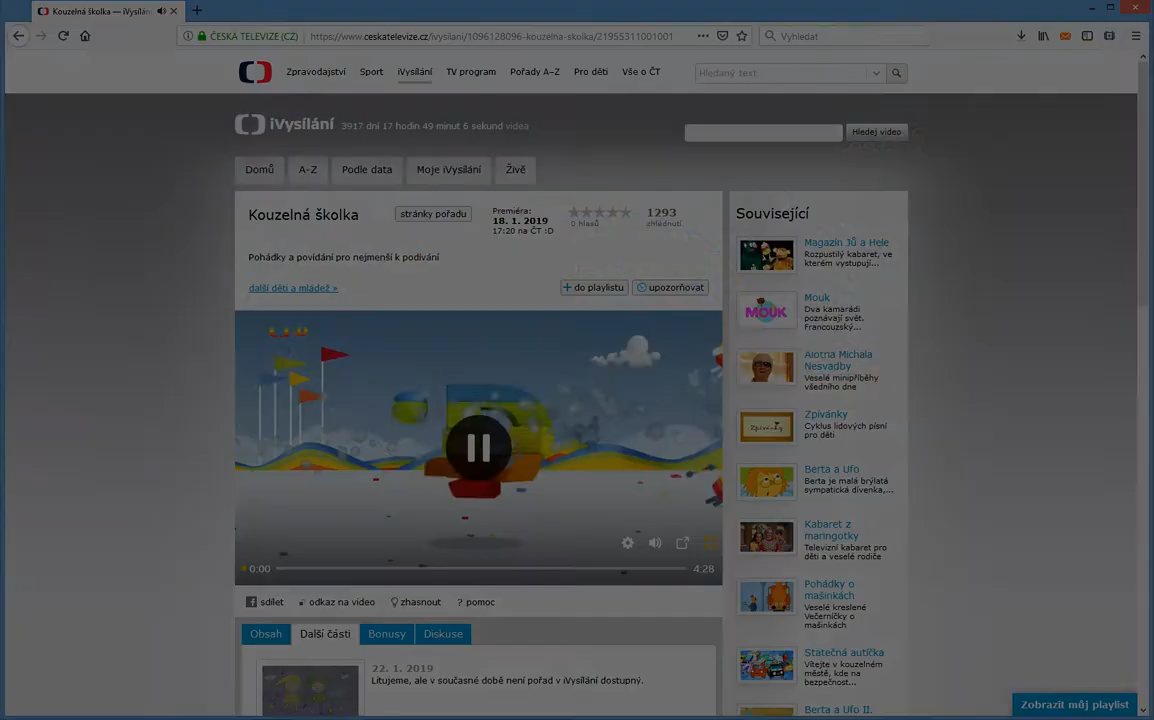 Kouzelná školka — iVysílán
ČESKÁ TELEVIZE (CZ)
https://www.ceskatelevize.cz/ivysilani/1096128096-kouzelna-skolka/21955311001001
Vyhledat
Zpravodajství Sport iVysílání TV program Pořady A–Z Pro děti Vše o ČT
Hledaný text
iVysílání 3917 dní 17 hodin 49 minut 6 sekund videa
Hledej video
Domů A-Z Podle data Moje iVysílání Živě
Kouzelná školka
stránky pořadu
Premiéra:
18. 1. 2019
17:20 na ČT :D
0 hlasů
1293
zhlédnutí
Pohádky a povídání pro nejmenší k podívání
další děti a mládež »
+ do playlistu
upozorňovat
0:00
4:28
sdílet odkaz na video zhasnout ? pomoc
Obsah Další části Bonusy Diskuse
22. 1. 2019
Litujeme, ale v současné době není pořad v iVysílání dostupný.
Související
Magazín Jů a Hele
Rozpustilý kabaret, ve
kterém vystupují...
MOUK
Mouk
Dva kamarádi
poznávají svět.
Francouzský...
Alotria Michala
Nesvadby
Veselé minipříběhy
všedního dne
Zpívánky
Zpívánky
Cyklus lidových písní
pro děti
Berta a Ufo
Berta je malá brýlatá
sympatická dívenka,...
Kabaret z
maringotky
Televizní kabaret pro
děti a veselé rodiče
Pohádky o
mašinkách
Veselé kreslené
Večerníčky o
mašinkách
Statečná autíčka
Vítejte v kouzelném
městě, kde na
bezpečnost...
Berta a Ufo II.
Zobrazit můj playlist